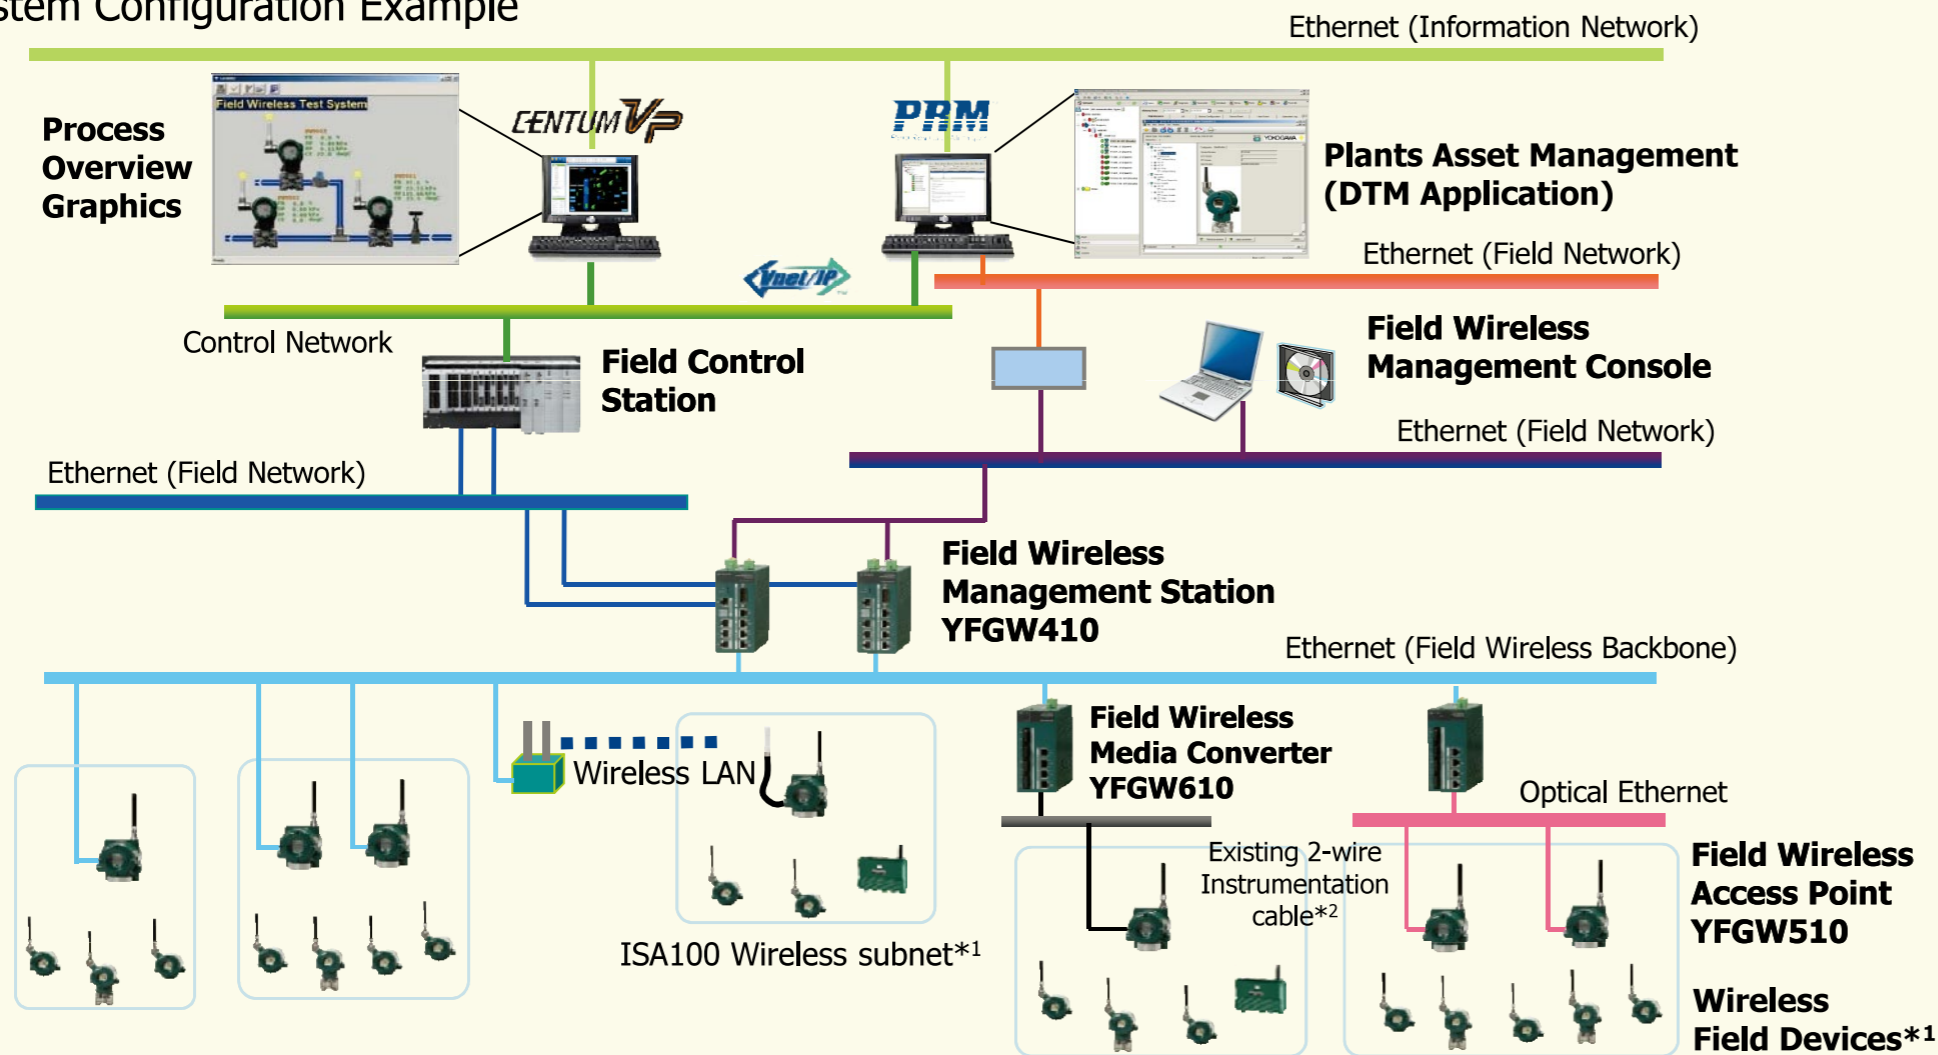 stem Configuration Example
Ethernet (Information Network)
Field Wireless Test System
CENTUM VP
PRM
YOKOGAWA
Process
Overview
Graphics
Plants Asset Management
(DTM Application)
Ethernet (Field Network)
Vnet/IP
Control Network
Field Control
Station
Field Wireless
Management Console
Ethernet (Field Network)
Ethernet (Field Network)
Field Wireless
Management Station
YFGW410
Ethernet (Field Wireless Backbone)
Field Wireless
Media Converter
YFGW610
Wireless LAN
Optical Ethernet
Existing 2-wire
Instrumentation
cable*2
Field Wireless
Access Point
YFGW510
ISA100 Wireless subnet*1
Wireless
Field Devices*1